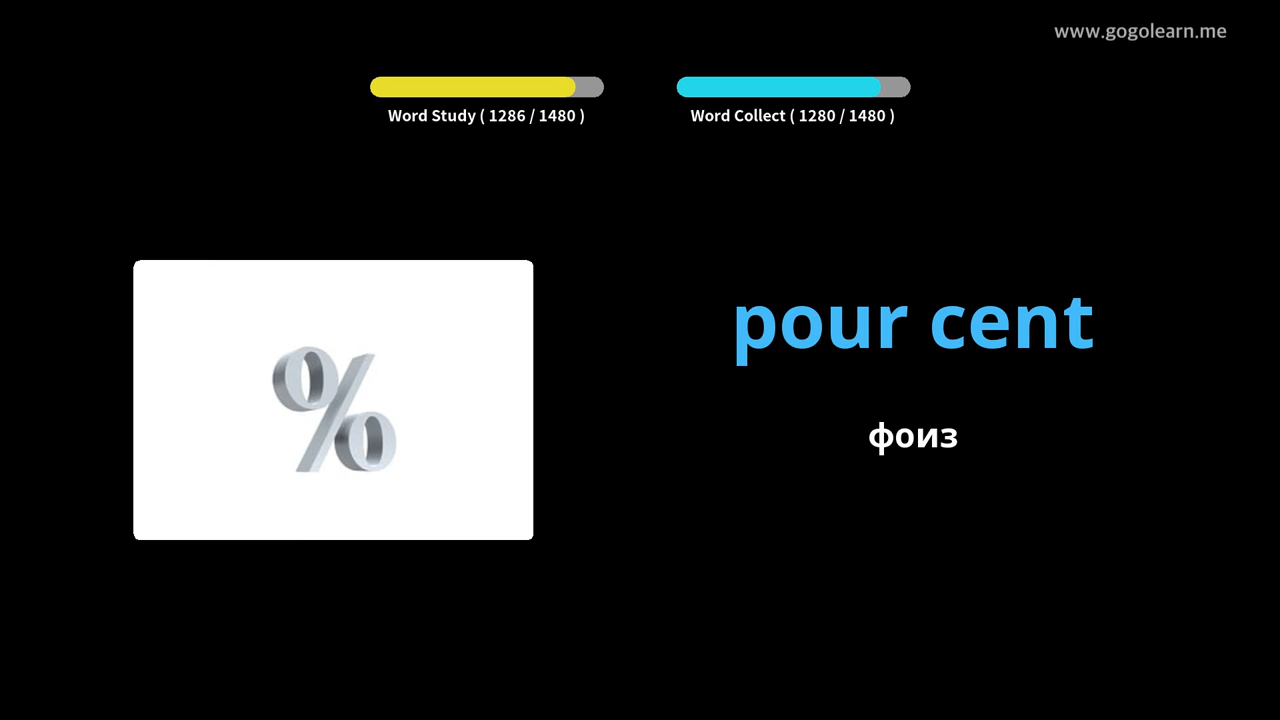 www.gogolearn.me
Word Study ( 1286 / 1480 )
Word Collect ( 1280 / 1480 )
%
pour cent
фоиз